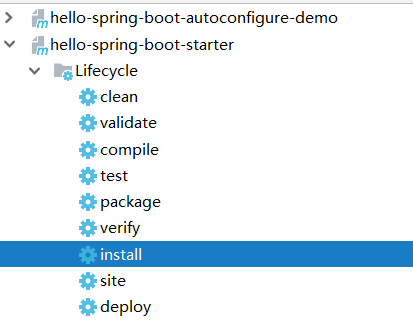 hello-spring-boot-autoconfigure-demo
hello-spring-boot-starter
Lifecycle
clean
validate
compile
test
package
verify
install
site
deploy